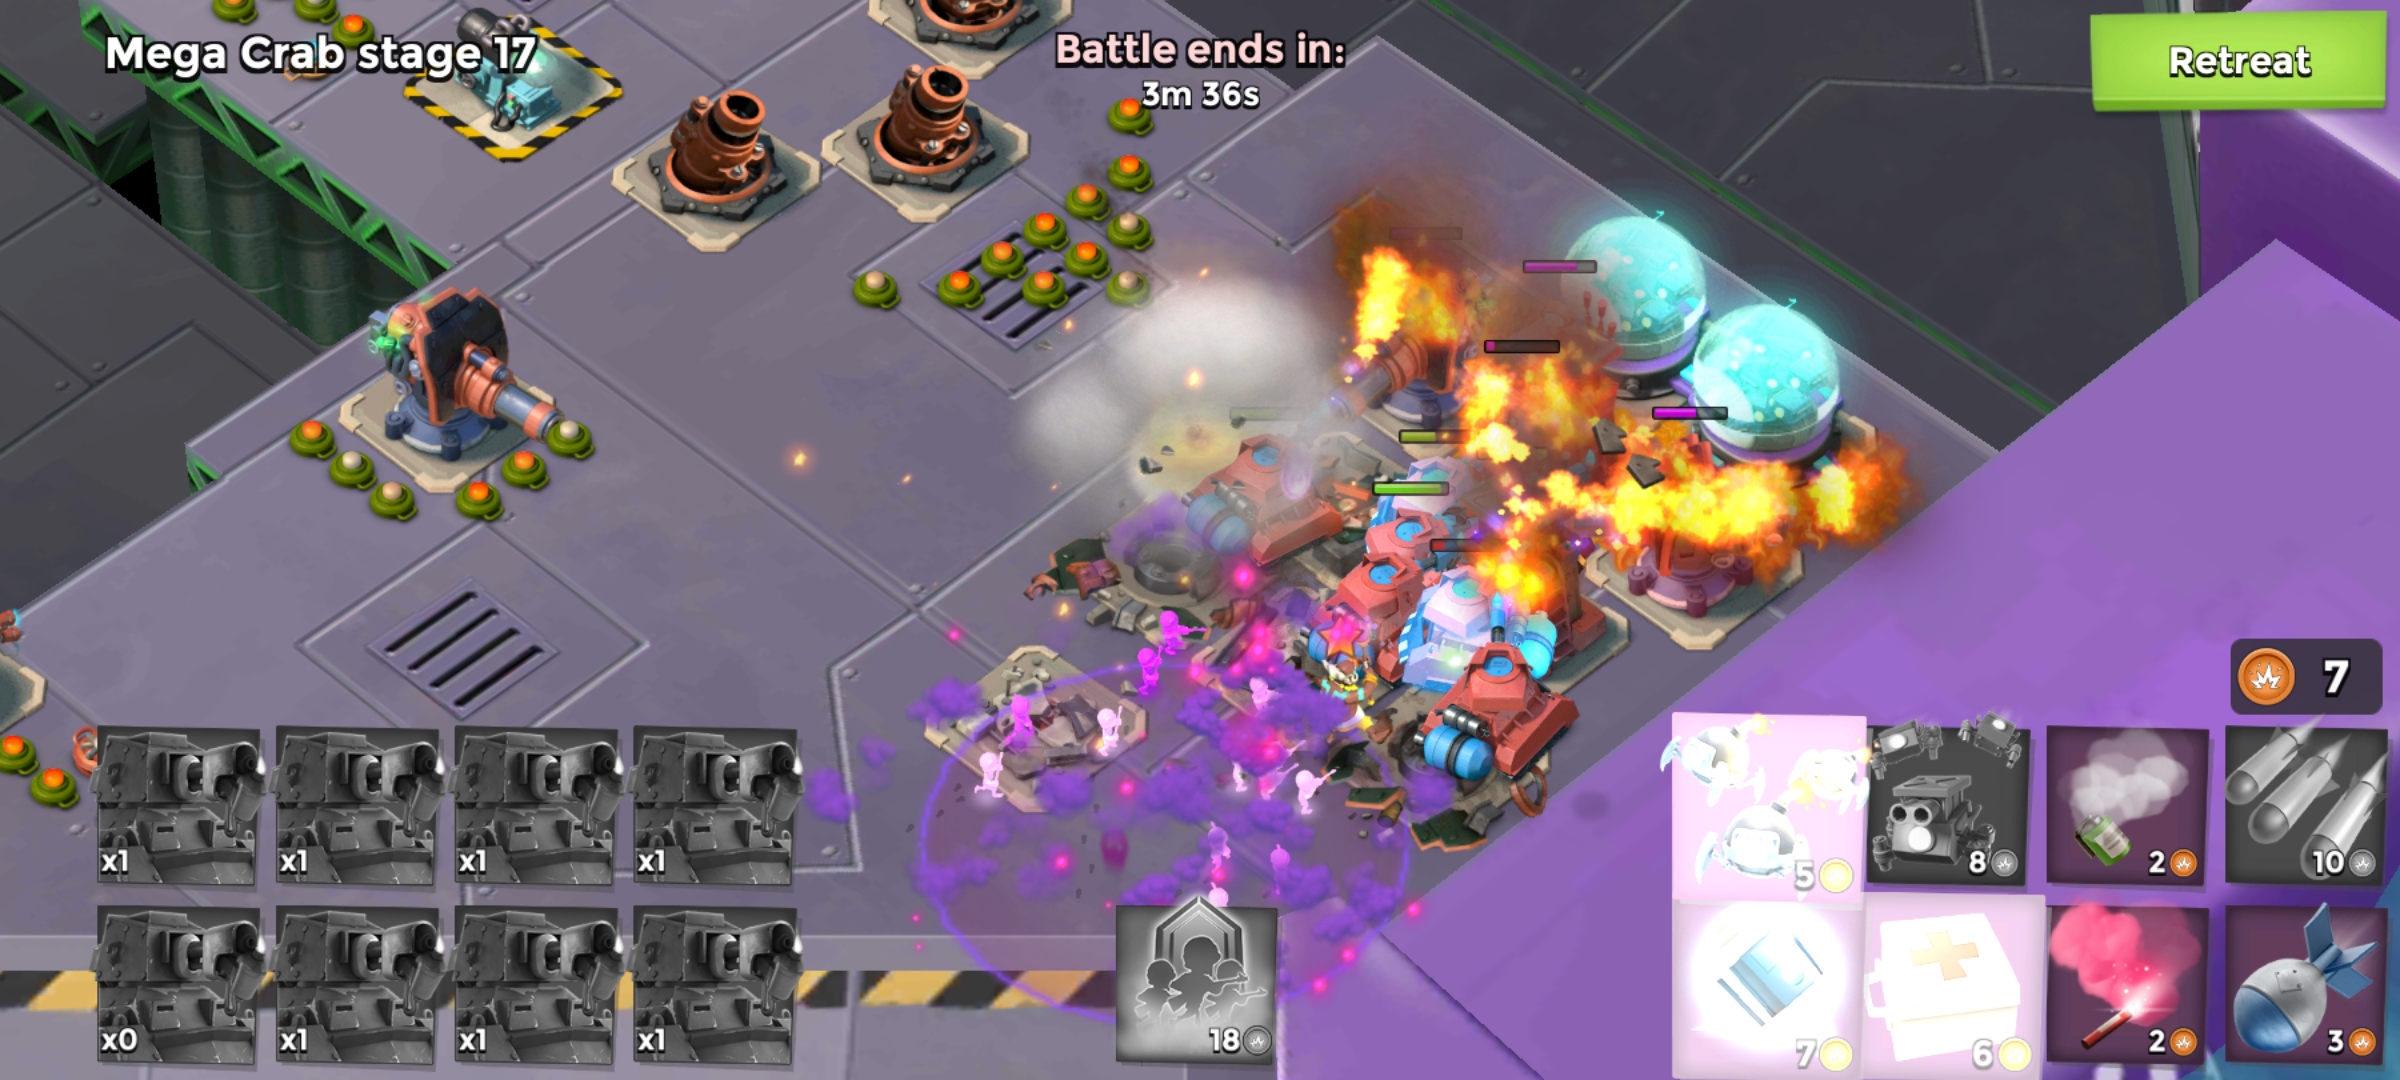 Mega Crab stage 17
Battle ends in:
3m 36s
Retreat
7
x1 x1 x1 x1
5 8 2 10
x0 x1 x1 x1
18
7 6 2 3